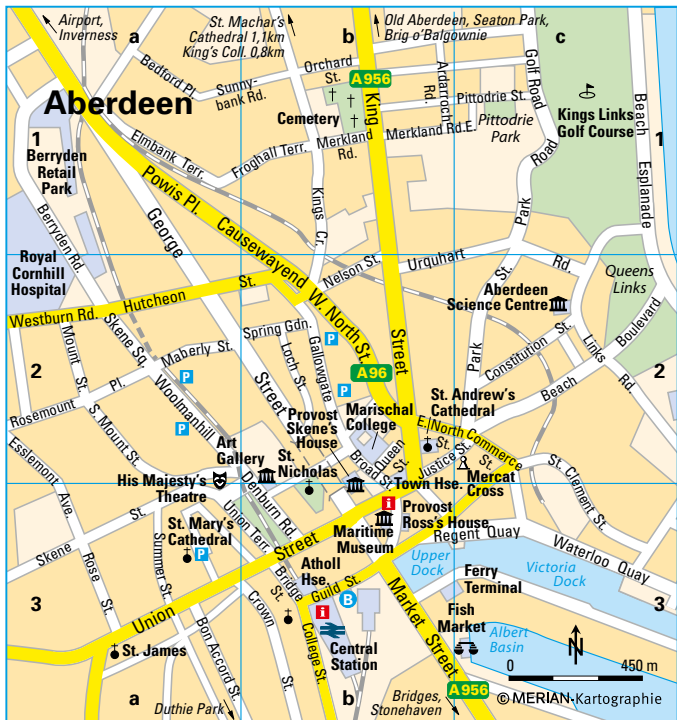 Airport,
Inverness
a
St. Machar's
Cathedral 1,1km
King's Coll. 0,8km
b
Old Aberdeen, Seaton Park,
Brig o'Balgownie
c
Bedford Pl.
Sunny-
bank Rd.
Orchard
St.
A 956
King
Ardarroch
Rd.
Golf Road
Pittodrie St.
Pittodrie
Park
Kings Links
Golf Course
Beach
Esplanade
Aberdeen
Cemetery
1
1
Berryden
Retail
Park
Elmbank Terr.
Froghall Terr.
Merkland
Rd.
Merkland Rd.E.
Road
Park
Powis Pl.
George
Kings Cr.
Berryden Rd.
Causewayend
Royal
Cornhill
Hospital
Nelson St.
Urquhart
Rd.
St.
Queens
Links
Aberdeen
Science Centre
Hutcheon
St.
Westburn Rd.
W. North St.
Street
Skene Sq.
Mount St.
Spring Gdn.
Gallowgate
Loch St.
P
Maberly St.
Constitution St.
Links
Rd.
Boulevard
Park
Beach
2
2
Pl.
Rosemount
P
Street
P
A 96
St. Andrew's
Cathedral
Woolmanhill
S. Mount St.
P
Provost
Skene's
House
Marischal
College
E. North Commerce
St.
Esslemont
Ave.
Art
Gallery
St.
Nicholas
Queen
St.
Broad St.
Justice St.
St. Clement
St.
His Majesty's
Theatre
Town Hse.
Mercat
Cross
Denburn Rd.
Union Terr.
St. Mary's
Cathedral
P
i
Provost
Ross's House
Maritime
Museum
Regent Quay
Waterloo Quay
Skene
St.
Summer St.
Street
Bridge
St.
Atholl
Hse.
Upper
Dock
Victoria
Dock
Rose
St.
Guild St.
B
Ferry
Terminal
3
3
Union
Crown
St.
i
College St.
Market Street
Fish
Market
Albert
Basin
N
Bon Accord St.
St. James
Central
Station
0
450 m
a
Duthie Park
b
Bridges,
Stonehaven
A 956
© MERIAN-Kartographie